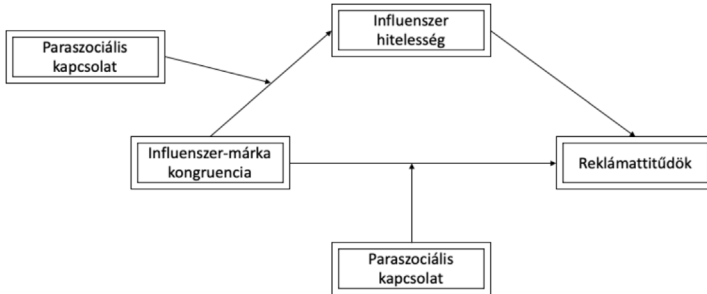 Influenszer
hitelesség
Paraszociális
kapcsolat
Influenszer-márka
kongruencia
Reklámattitűdök
Paraszociális
kapcsolat